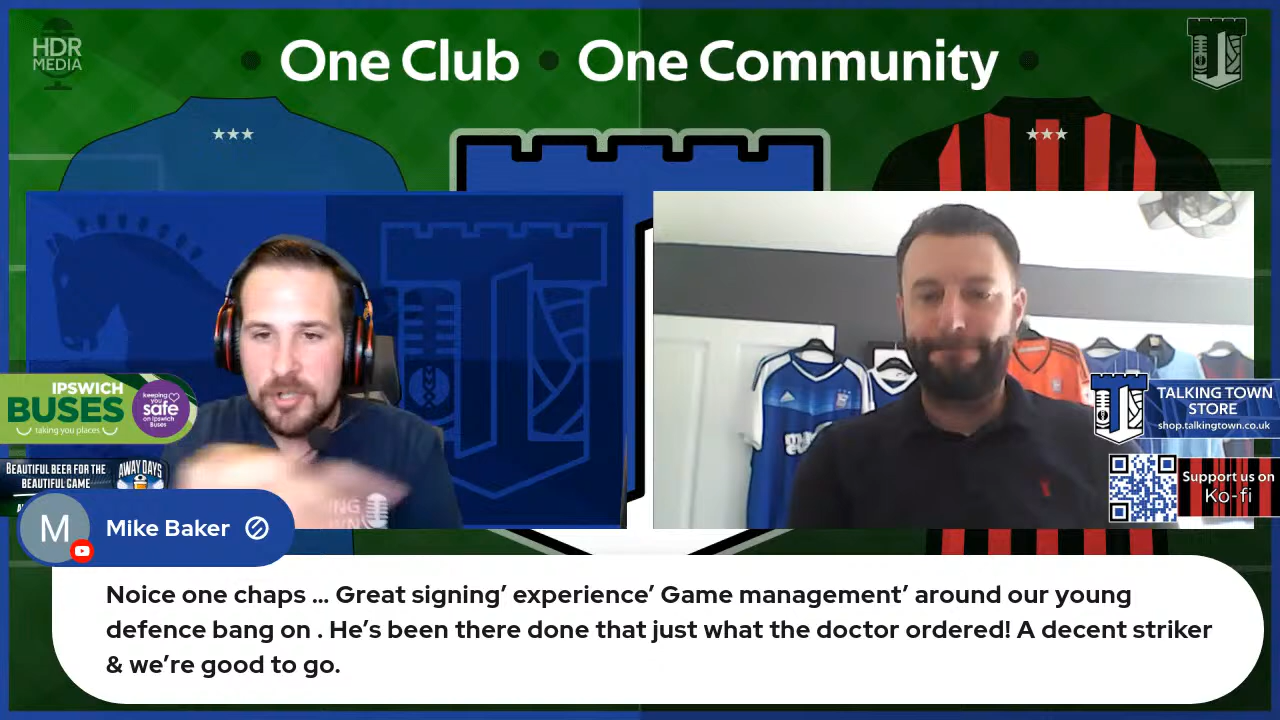 HDR
MEDIA
One Club • One Community
IPSWICH
BUSES
taking you places
keeping
you
safe
on Ipswich
Buses
BEAUTIFUL BEER FOR THE
BEAUTIFUL GAME
AWAY DAYS
TALKING TOWN
STORE
shop.talkingtown.co.uk
Support us on
Ko-fi
M
Mike Baker
Noice one chaps ... Great signing’ experience’ Game management’ around our young
defence bang on . He’s been there done that just what the doctor ordered! A decent striker
& we’re good to go.